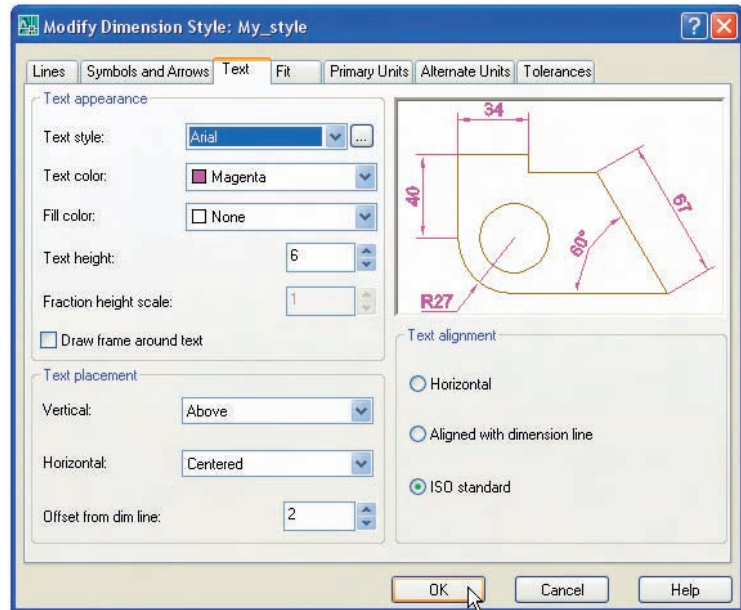 Modify Dimension Style: My_style
Lines Symbols and Arrows Text Fit Primary Units Alternate Units Tolerances
Text appearance
Text style: Arial ...
Text color: Magenta
Fill color: None
Text height: 6
Fraction height scale: 1
Draw frame around text
Text placement
Vertical: Above
Horizontal: Centered
Offset from dim line: 2
34
40
67
60°
R27
Text alignment
Horizontal
Aligned with dimension line
ISO standard
OK Cancel Help